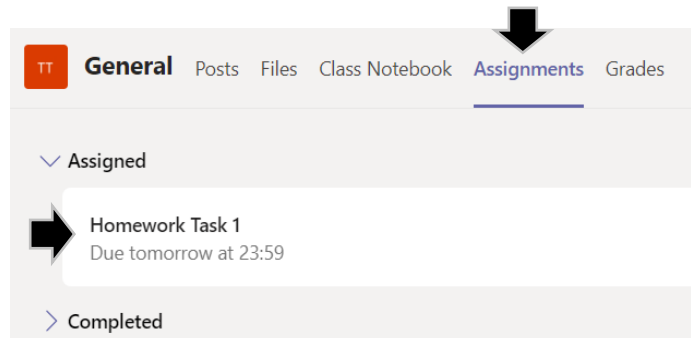 TT General Posts Files Class Notebook Assignments Grades
Assigned
Homework Task 1
Due tomorrow at 23:59
Completed